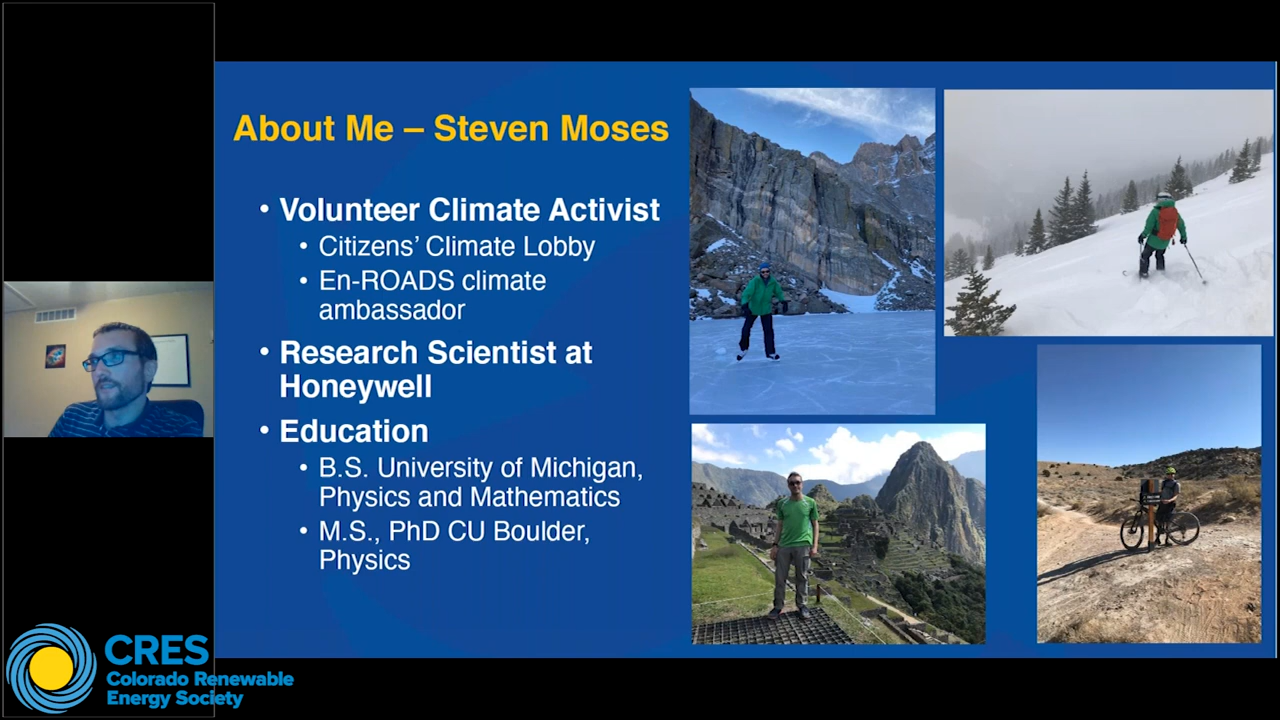 About Me – Steven Moses
• Volunteer Climate Activist
• Citizens’ Climate Lobby
• En-ROADS climate
ambassador
• Research Scientist at
Honeywell
• Education
• B.S. University of Michigan,
Physics and Mathematics
• M.S., PhD CU Boulder,
Physics
CRES
Colorado Renewable
Energy Society